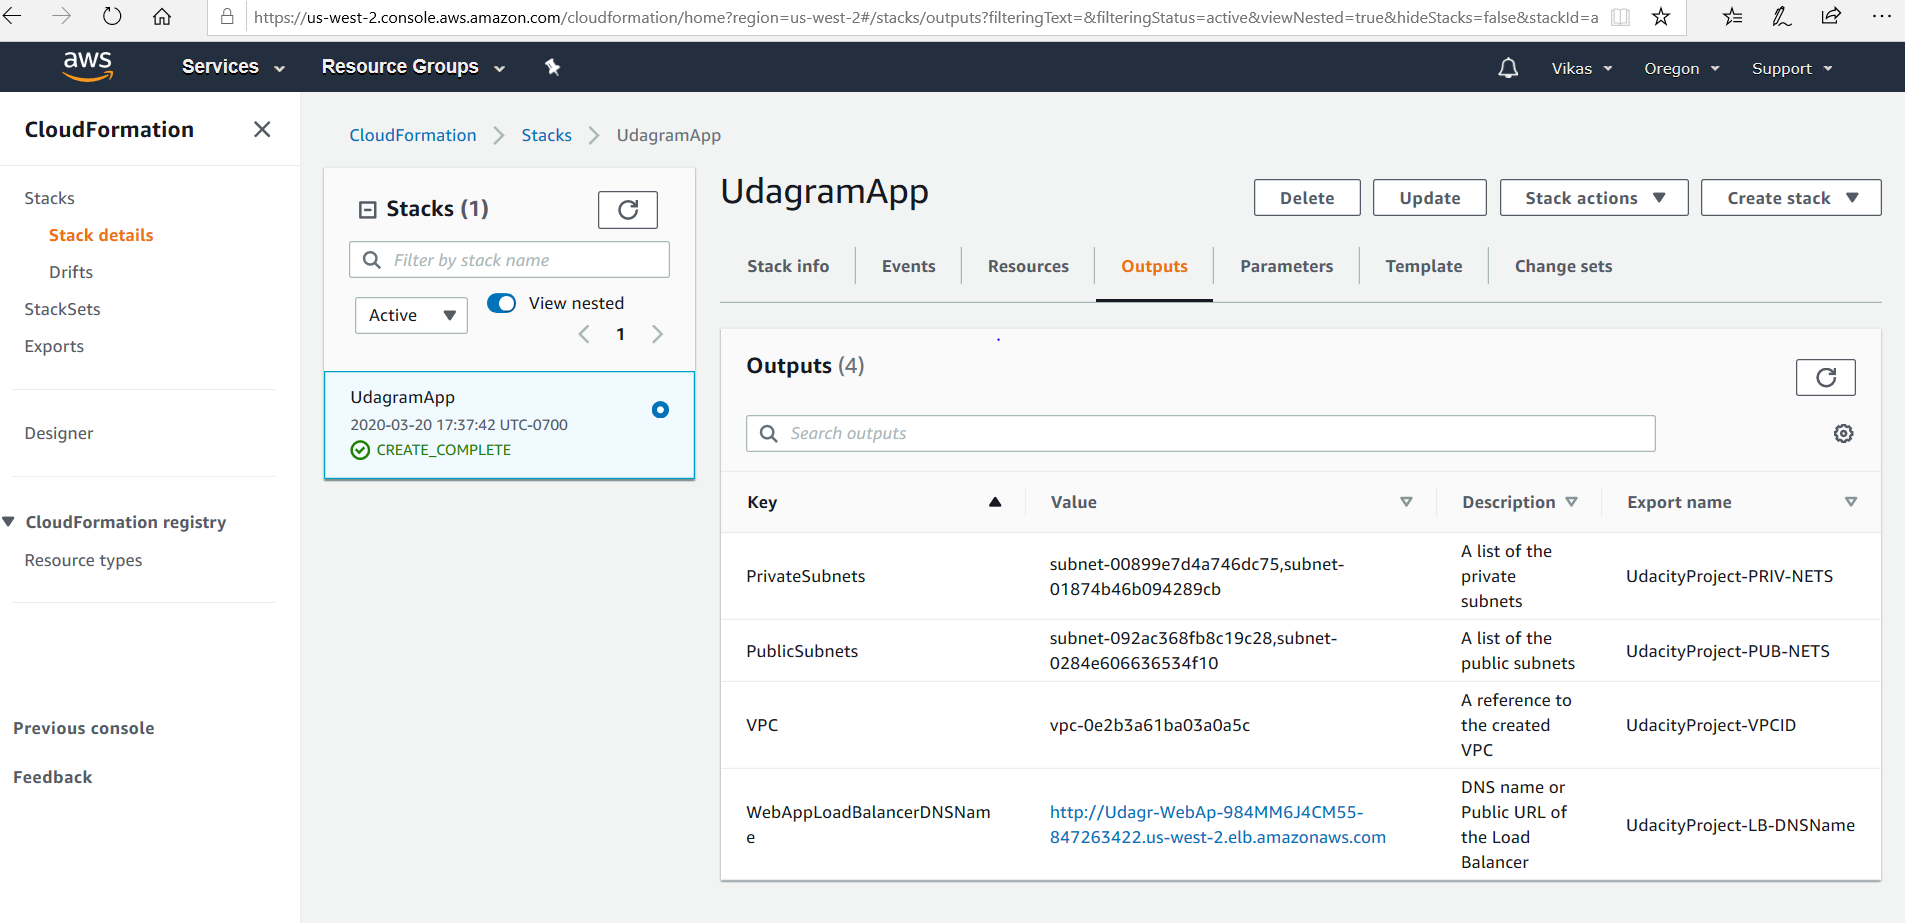 https://us-west-2.console.aws.amazon.com/cloudformation/home?region=us-west-2#/stacks/outputs?filteringText=&filteringStatus=active&viewNested=true&hideStacks=false&stackId=a
aws
Services
Resource Groups
Vikas
Oregon
Support
CloudFormation
Stacks
Stack details
Drifts
StackSets
Exports
Designer
CloudFormation registry
Resource types
Previous console
Feedback
CloudFormation
Stacks
UdagramApp
Stacks (1)
Filter by stack name
Active
View nested
1
UdagramApp
2020-03-20 17:37:42 UTC-0700
CREATE_COMPLETE
UdagramApp
Delete
Update
Stack actions
Create stack
Stack info
Events
Resources
Outputs
Parameters
Template
Change sets
Outputs (4)
Search outputs
Key
Value
Description
Export name
PrivateSubnets
subnet-00899e7d4a746dc75,subnet-
01874b46b094289cb
A list of the
private
subnets
UdacityProject-PRIV-NETS
PublicSubnets
subnet-092ac368fb8c19c28,subnet-
0284e606636534f10
A list of the
public subnets
UdacityProject-PUB-NETS
VPC
vpc-0e2b3a61ba03a0a5c
A reference to
the created
VPC
UdacityProject-VPCID
WebAppLoadBalancerDNSNam
e
http://Udagr-WebAp-984MM6J4CM55-
847263422.us-west-2.elb.amazonaws.com
DNS name or
Public URL of
the Load
Balancer
UdacityProject-LB-DNSName